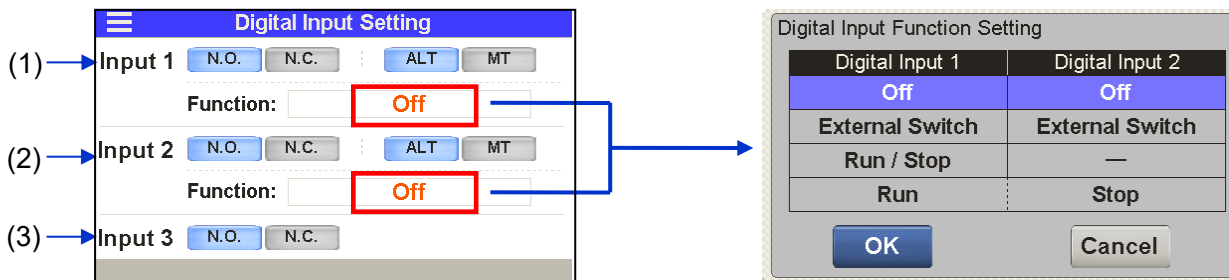 Digital Input Setting
(1) Input 1 N.O. N.C. ALT MT
Function: Off
(2) Input 2 N.O. N.C. ALT MT
Function: Off
(3) Input 3 N.O. N.C.
Digital Input Function Setting
Digital Input 1 Digital Input 2
Off Off
External Switch External Switch
Run / Stop —
Run Stop
OK Cancel